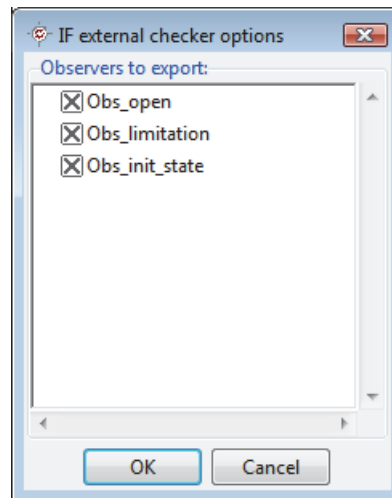 IF external checker options
Observers to export:
Obs_open
Obs_limitation
Obs_init_state
OK
Cancel